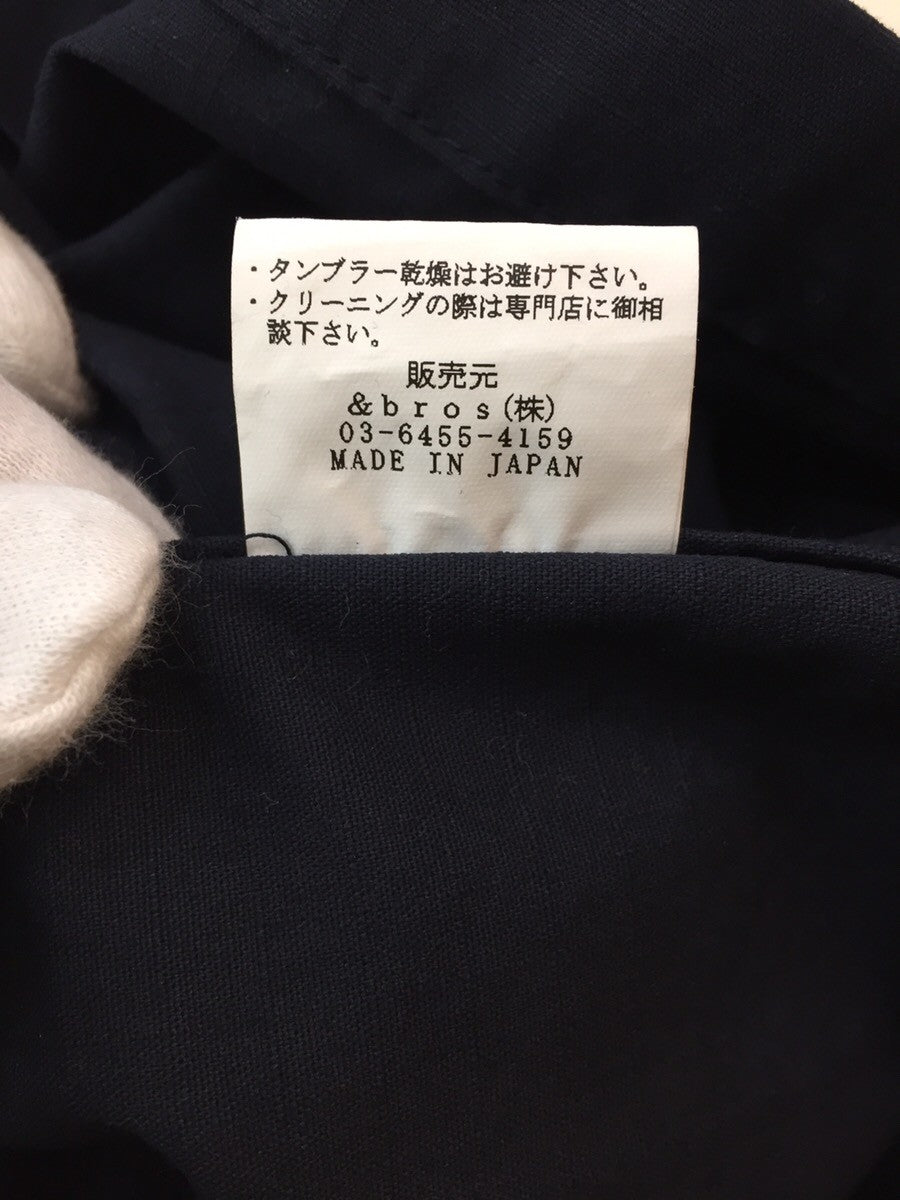 ・タンブラー乾燥はお避け下さい。
・クリーニングの際は専門店に御相
談下さい。
販売元
&bros(株)
03-6455-4159
MADE IN JAPAN